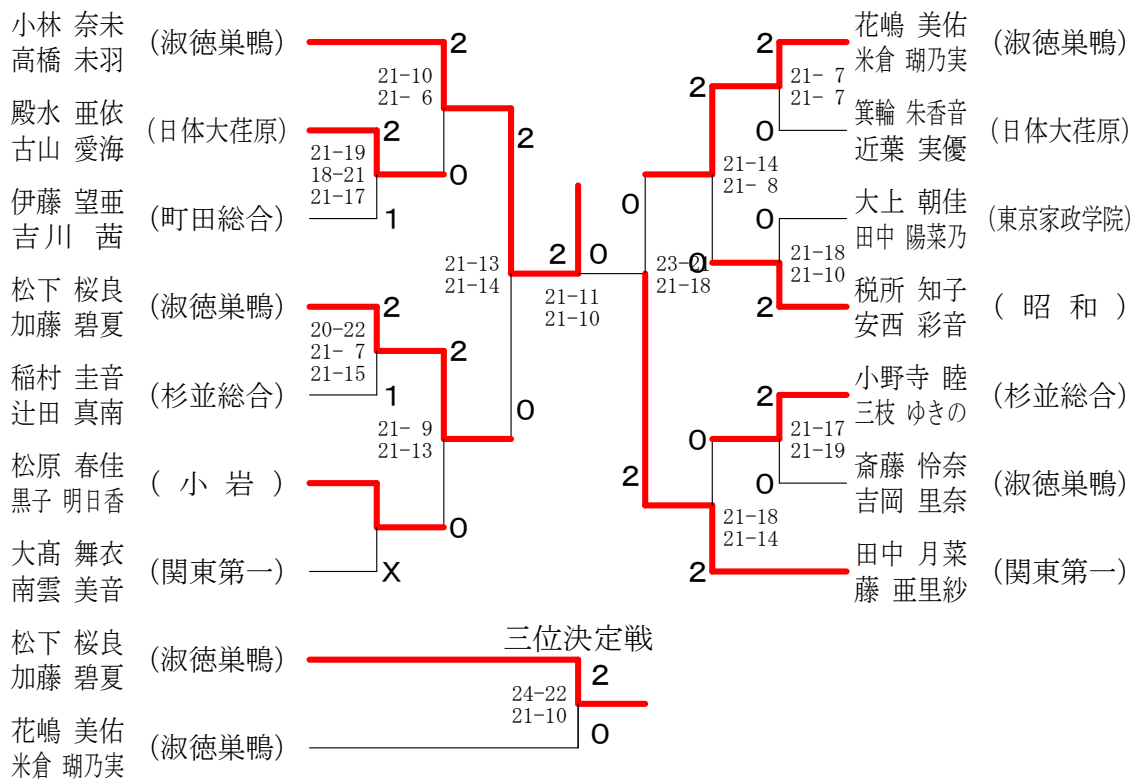 小林 奈未
高橋 未羽
(淑徳巣鴨)
2
21-10
21- 6
殿水 亜依
古山 愛海
(日体大荏原)
2
21-19
18-21
21-17
0
伊藤 望亜
吉川 茜
(町田総合)
1
2
21-13
21-14
松下 桜良
加藤 碧夏
(淑徳巣鴨)
2
20-22
21- 7
21-15
2
稲村 圭音
辻田 真南
(杉並総合)
1
21- 9
21-13
0
松原 春佳
黒子 明日香
(小岩)
0
大髙 舞衣
南雲 美音
(関東第一)
X
2
0
21-11
21-10
花嶋 美佑
米倉 瑚乃実
(淑徳巣鴨)
2
21- 7
21- 7
2
箕輪 朱香音
近葉 実優
(日体大荏原)
0
21-14
21- 8
0
大上 朝佳
田中 陽菜乃
(東京家政学院)
0
21-18
21-10
0
23-21
21-18
税所 知子
安西 彩音
(昭和)
2
小野寺 睦
三枝 ゆきの
(杉並総合)
2
21-17
21-19
0
斎藤 怜奈
吉岡 里奈
(淑徳巣鴨)
0
2
21-18
21-14
田中 月菜
藤 亜里紗
(関東第一)
2
三位決定戦
松下 桜良
加藤 碧夏
(淑徳巣鴨)
2
24-22
21-10
花嶋 美佑
米倉 瑚乃実
(淑徳巣鴨)
0